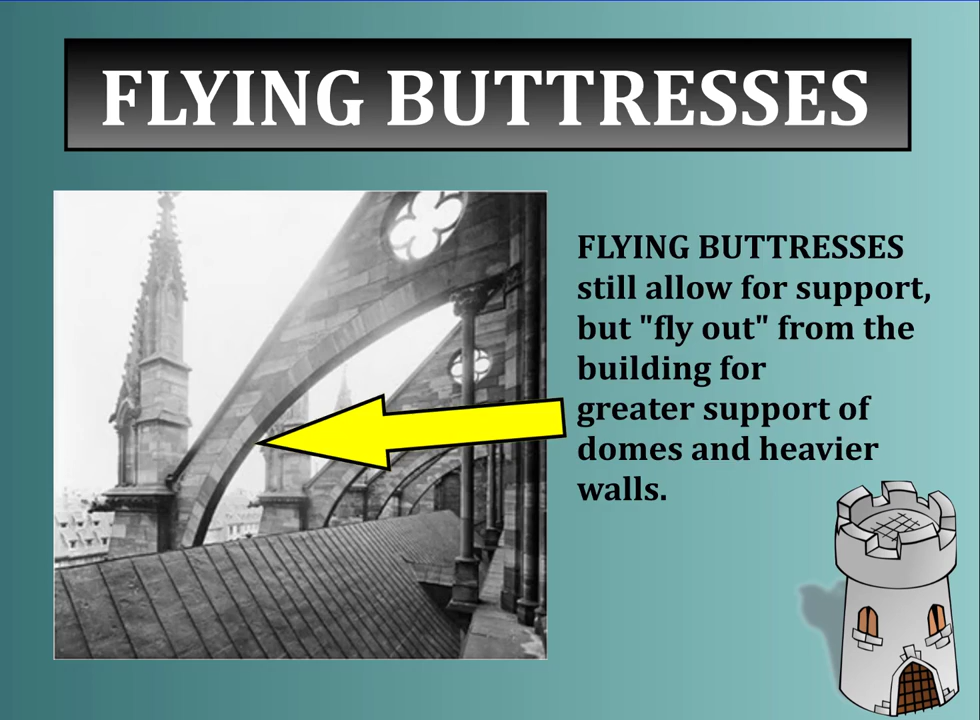 FLYING BUTTRESSES
FLYING BUTTRESSES
still allow for support,
but "fly out" from the
building for
greater support of
domes and heavier
walls.